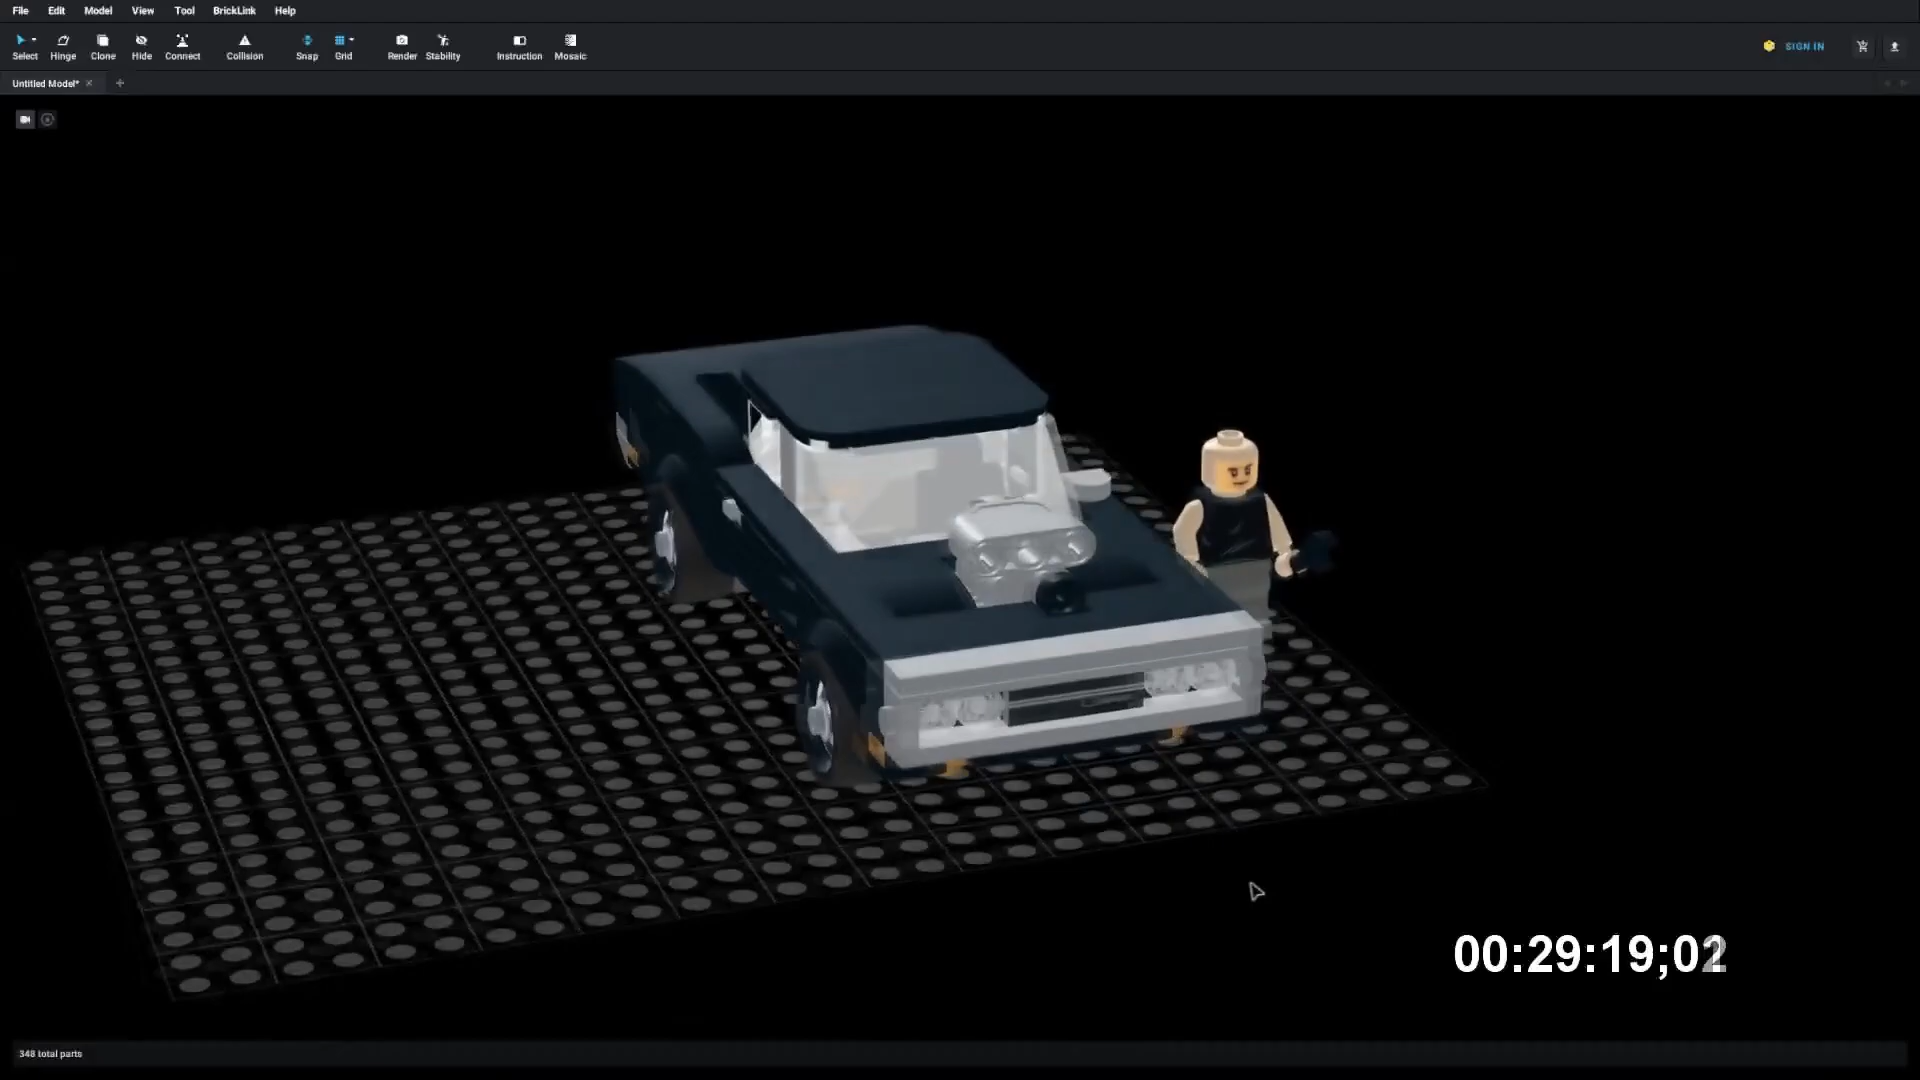 File Edit Model View Tool BrickLink Help
Select Hinge Clone Hide Connect Collision Snap Grid Render Stability Instruction Mosaic
SIGN IN
Untitled Model*
00:29:19;02
348 total parts